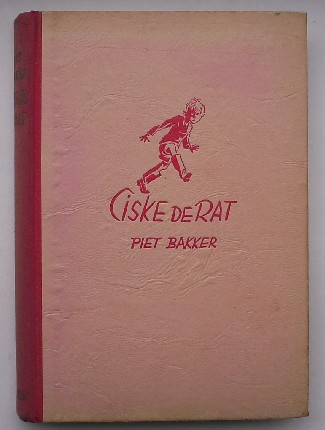 CISKE DE RAT
PIET BAKKER